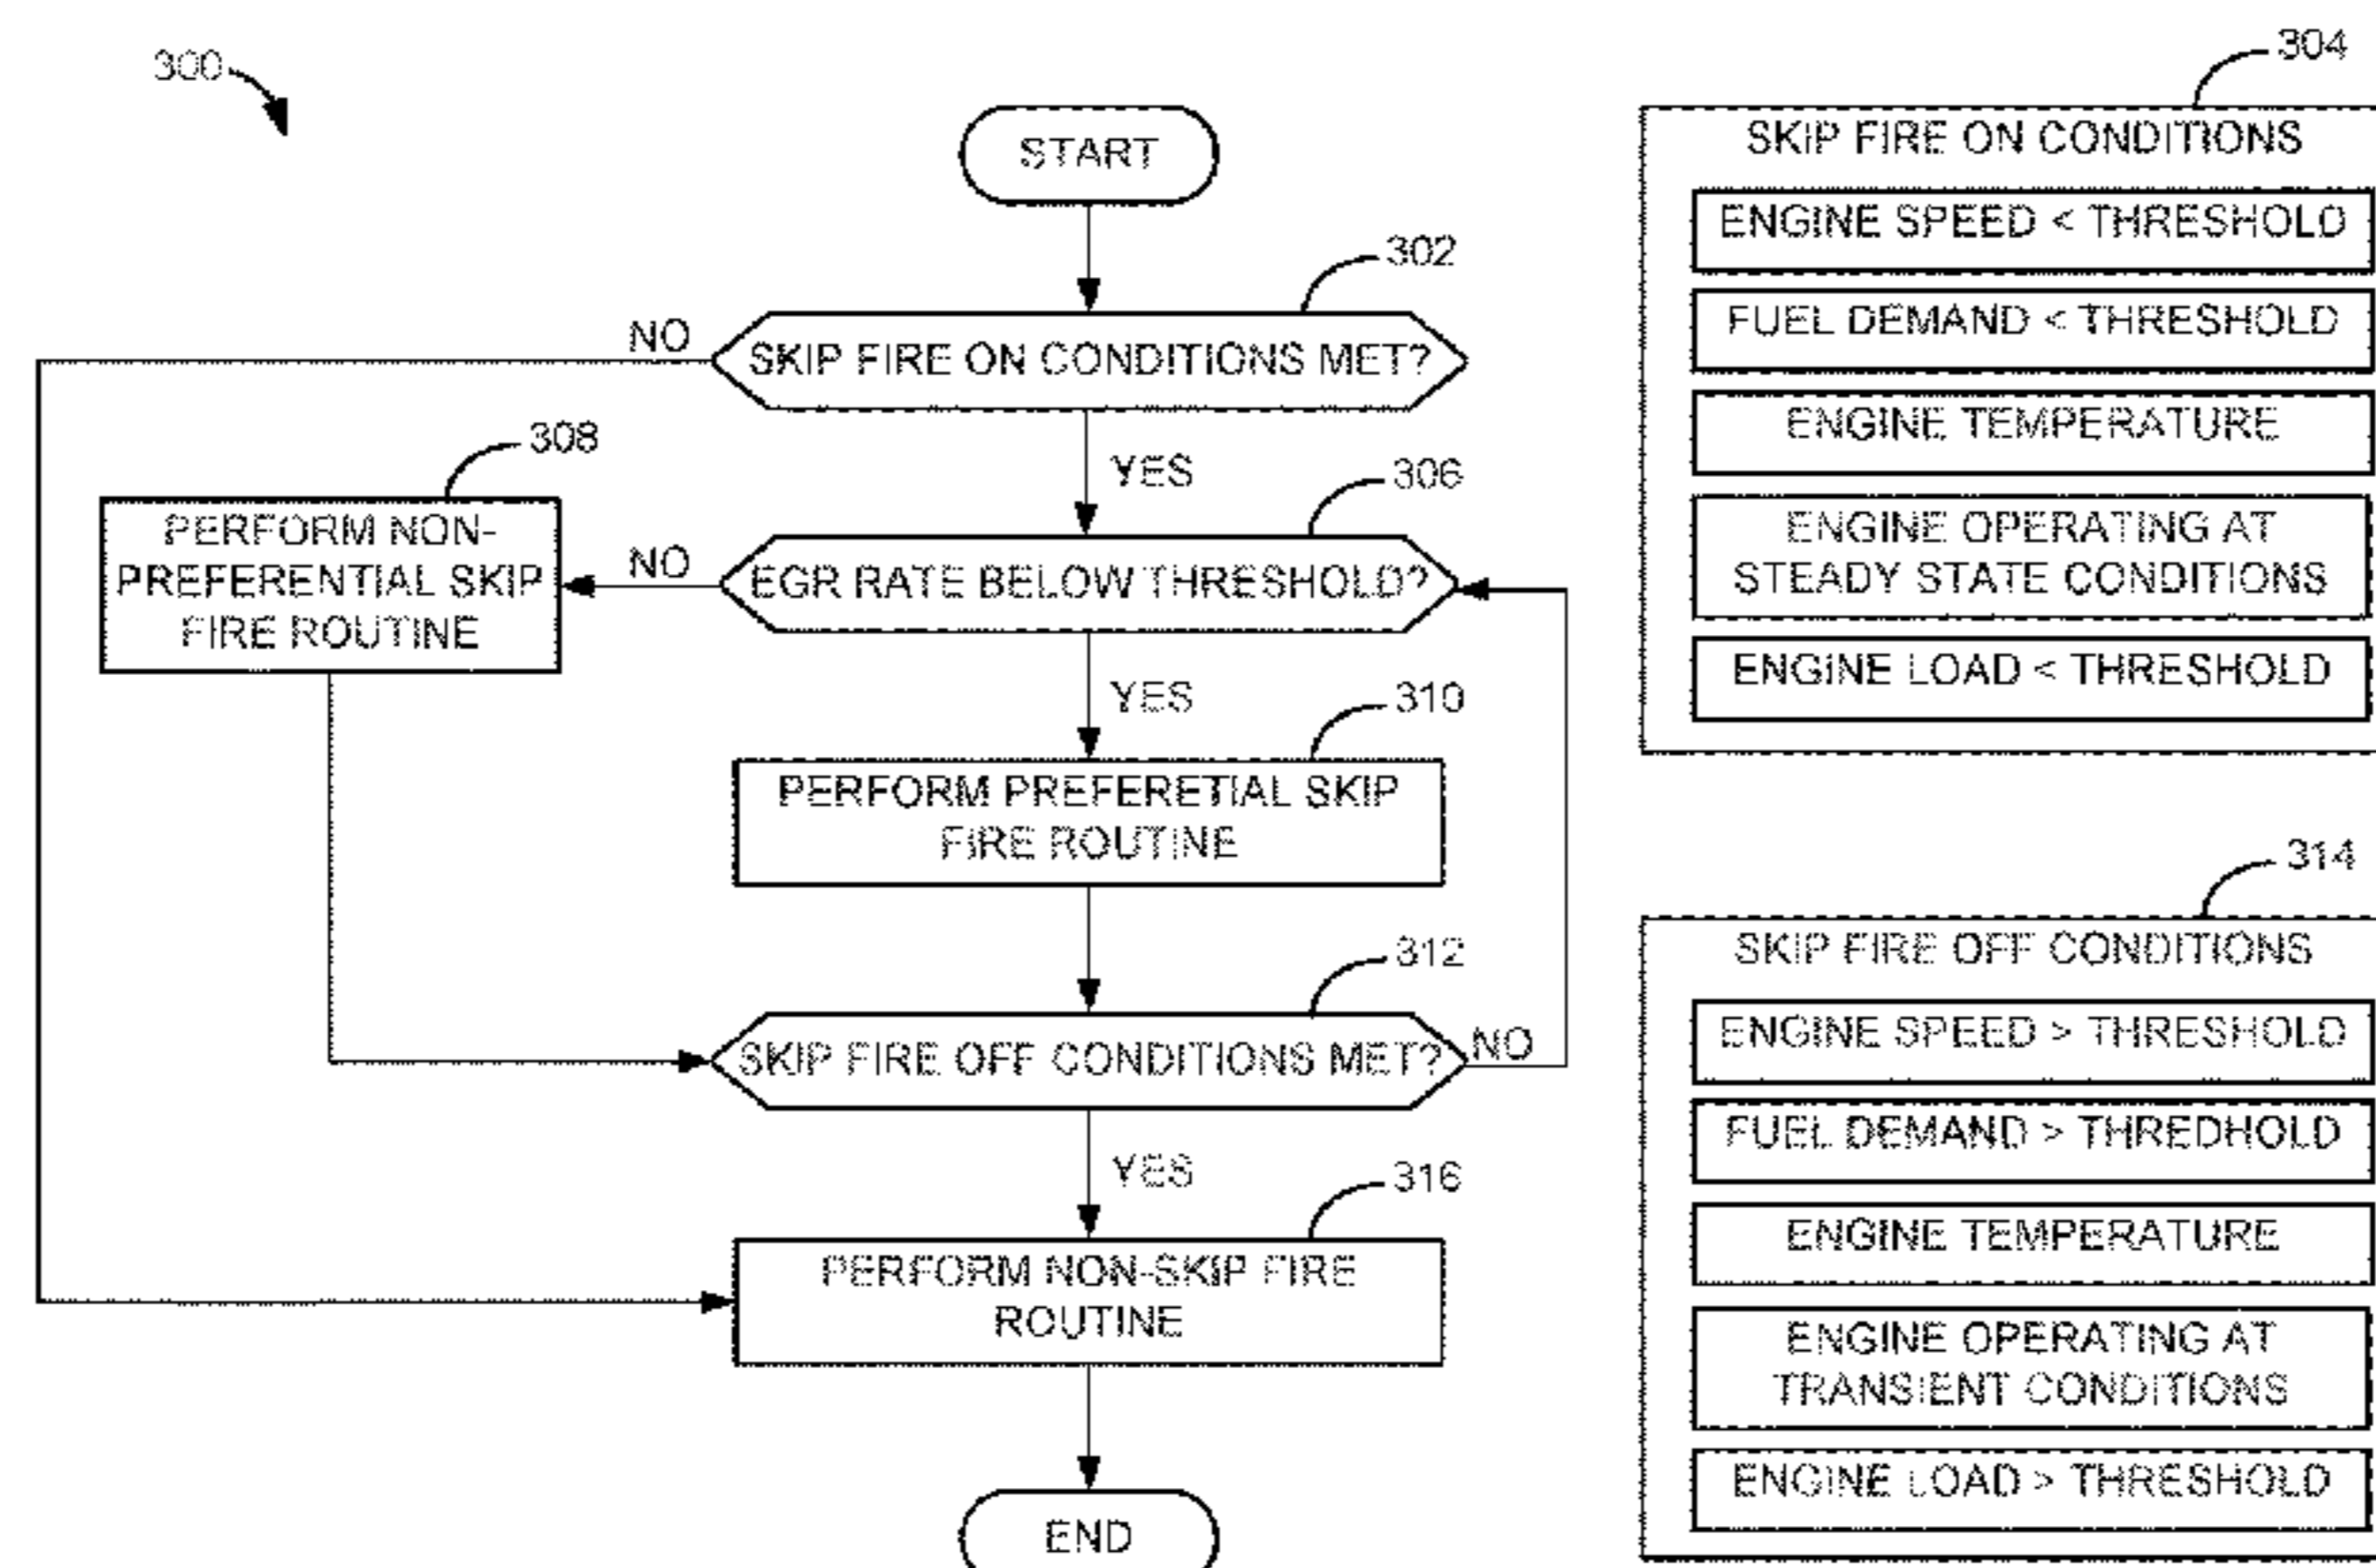 300
START
302
SKIP FIRE ON CONDITIONS MET?
NO
YES
306
EGR RATE BELOW THRESHOLD?
NO
308
PERFORM NON-
PREFERENTIAL SKIP
FIRE ROUTINE
YES
310
PERFORM PREFERETIAL SKIP
FIRE ROUTINE
312
SKIP FIRE OFF CONDITIONS MET?
NO
YES
316
PERFORM NON-SKIP FIRE
ROUTINE
END
304
SKIP FIRE ON CONDITIONS
ENGINE SPEED < THRESHOLD
FUEL DEMAND < THRESHOLD
ENGINE TEMPERATURE
ENGINE OPERATING AT
STEADY STATE CONDITIONS
ENGINE LOAD < THRESHOLD
314
SKIP FIRE OFF CONDITIONS
ENGINE SPEED > THRESHOLD
FUEL DEMAND > THREDHOLD
ENGINE TEMPERATURE
ENGINE OPERATING AT
TRANSIENT CONDITIONS
ENGINE LOAD > THRESHOLD